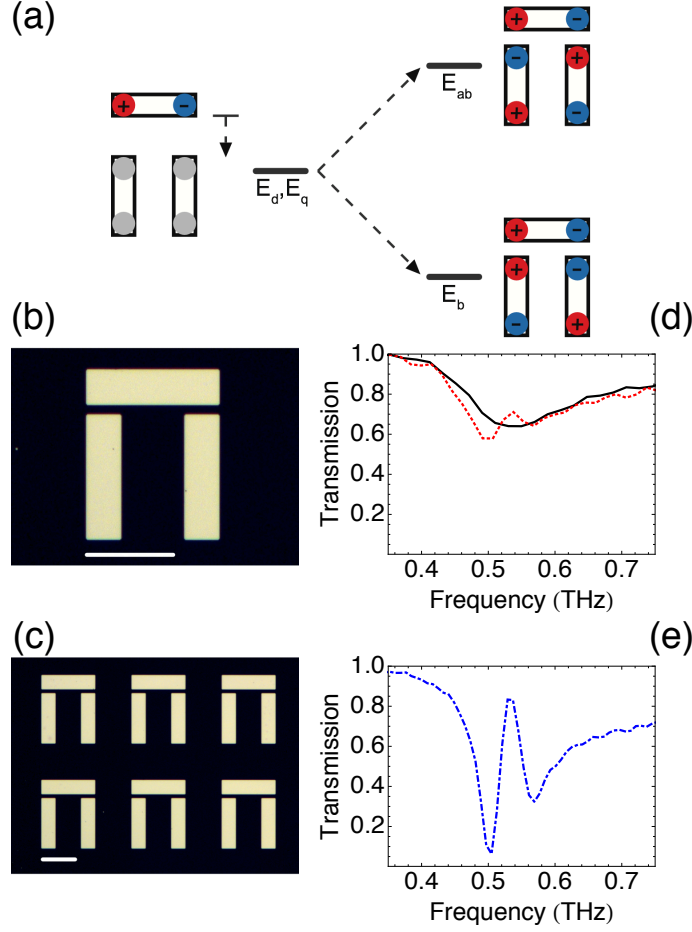 (a)
+ -
- +
E_ab
+ -
E_d,E_q
+ -
+ -
E_b
- +
(b)
(d)
1.0
0.8
0.6
0.4
0.2
Transmission
0.4 0.5 0.6 0.7
Frequency (THz)
(c)
(e)
1.0
0.8
0.6
0.4
0.2
Transmission
0.4 0.5 0.6 0.7
Frequency (THz)